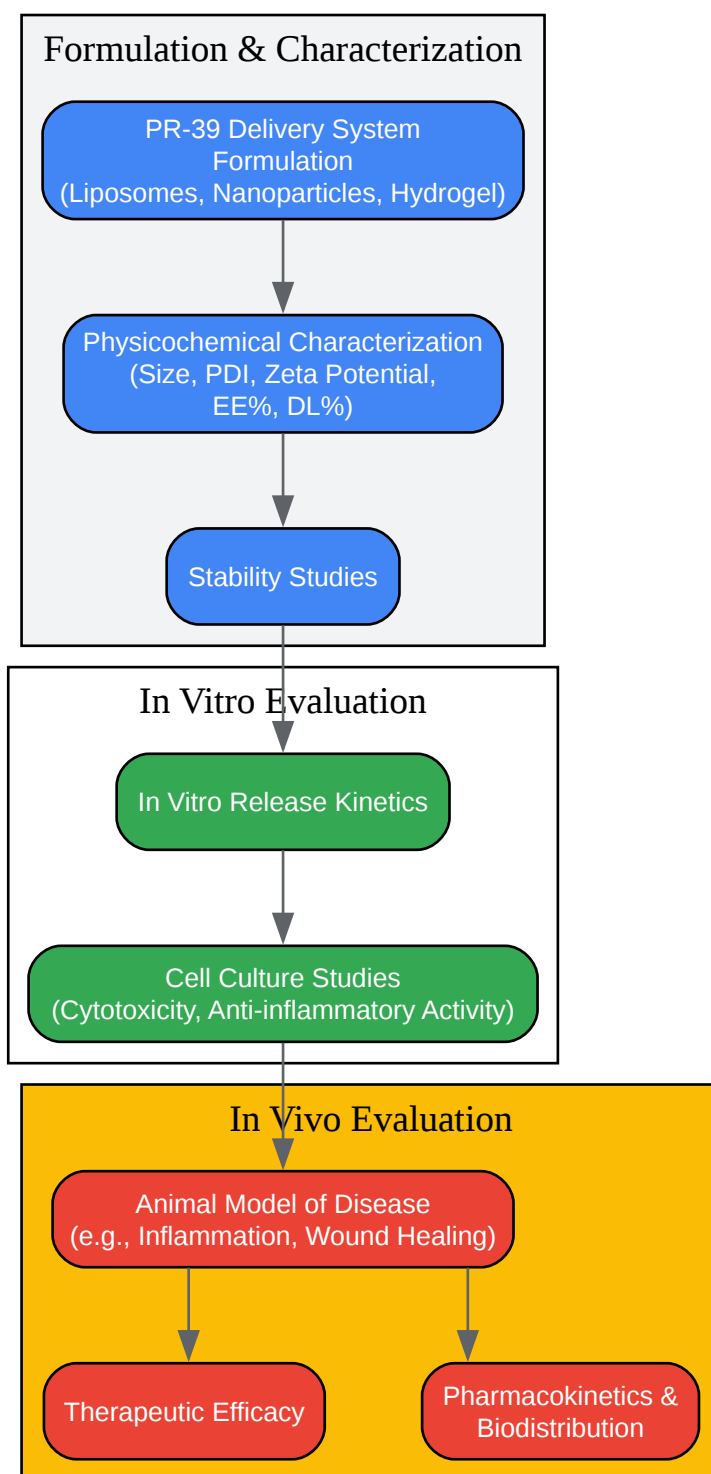 Formulation & Characterization
PR-39 Delivery System
Formulation
(Liposomes, Nanoparticles, Hydrogel)
Physicochemical Characterization
(Size, PDI, Zeta Potential,
EE%, DL%)
Stability Studies
In Vitro Evaluation
In Vitro Release Kinetics
Cell Culture Studies
(Cytotoxicity, Anti-inflammatory Activity)
In Vivo Evaluation
Animal Model of Disease
(e.g., Inflammation, Wound Healing)
Therapeutic Efficacy
Pharmacokinetics &
Biodistribution